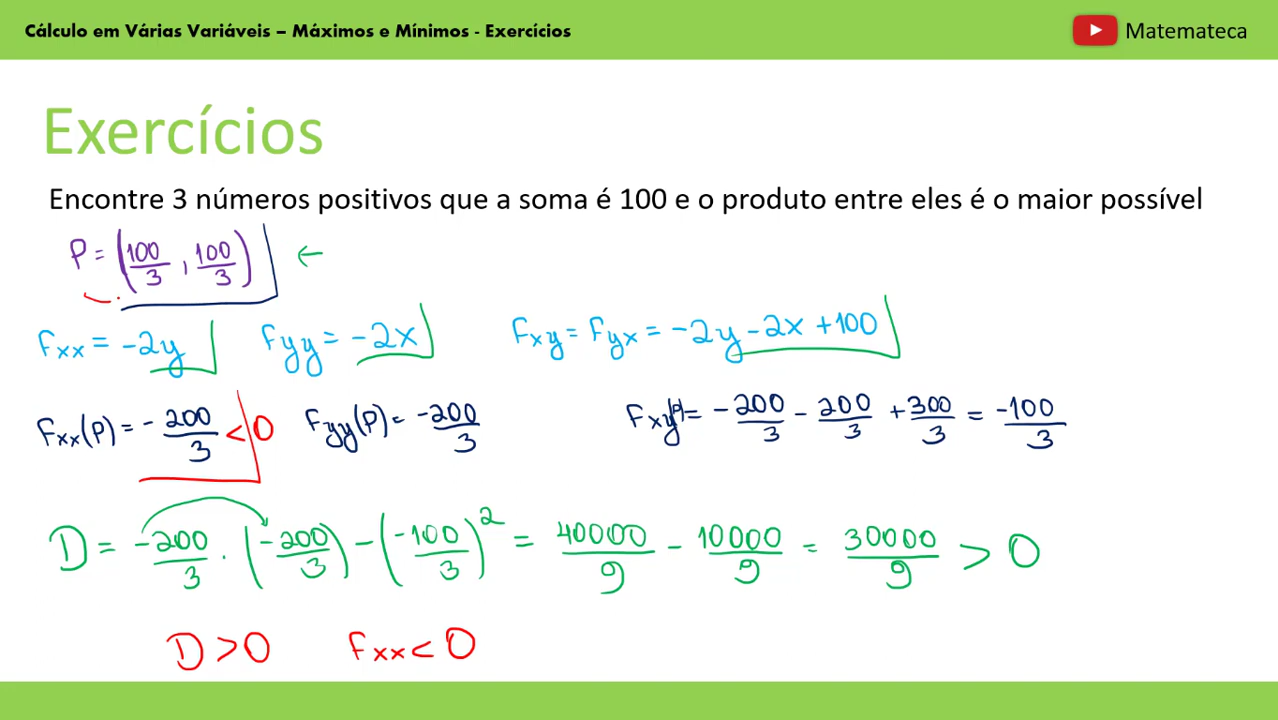 Cálculo em Várias Variáveis – Máximos e Mínimos - Exercícios
Matemateca
Exercícios
Encontre 3 números positivos que a soma é 100 e o produto entre eles é o maior possível
P = (100/3 , 100/3) ←
Fxx = -2y Fyy = -2x Fxy = Fyx = -2y - 2x + 100
Fxx(P) = - 200/3 < 0 Fyy(P) = -200/3 Fxy(P) = - 200/3 - 200/3 + 300/3 = -100/3
D = -200/3 · (-200/3) - (-100/3)² = 40000/9 - 10000/9 = 30000/9 > 0
D > 0 Fxx < 0